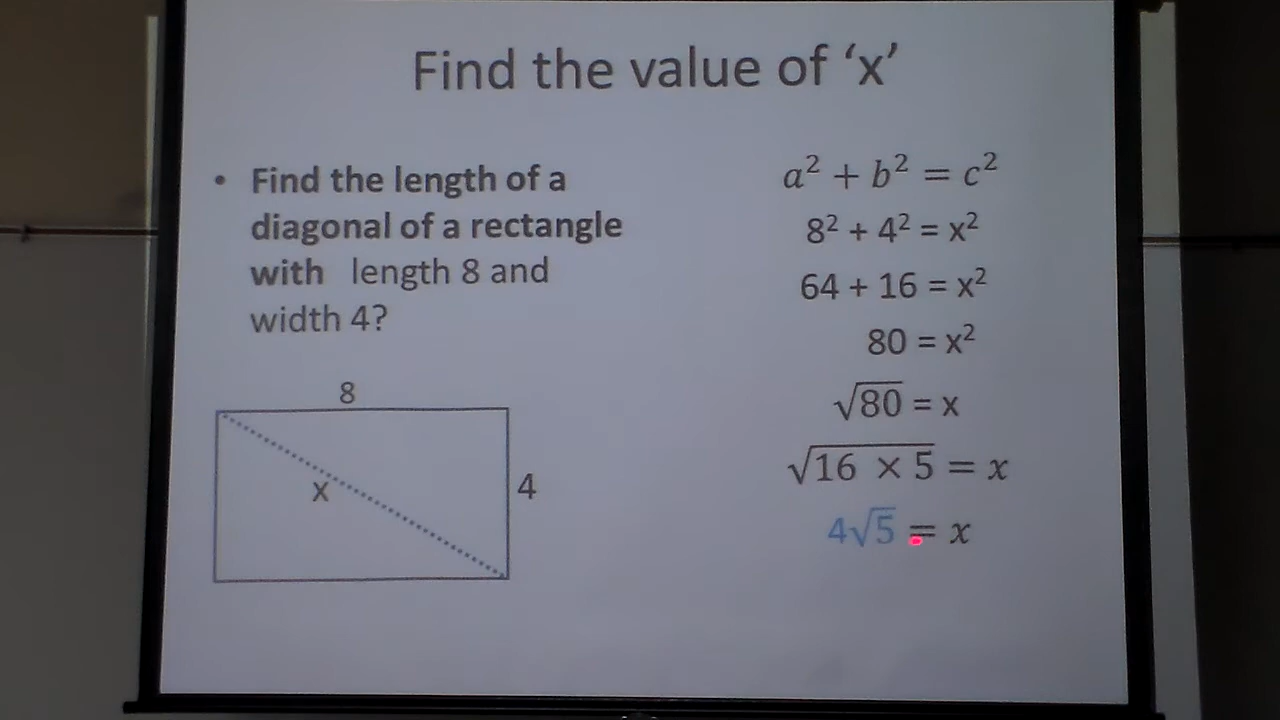 Find the value of ‘x’
• Find the length of a
diagonal of a rectangle
with length 8 and
width 4?
8
x
4
a² + b² = c²
8² + 4² = x²
64 + 16 = x²
80 = x²
√80 = x
√16 × 5 = x
4√5 = x